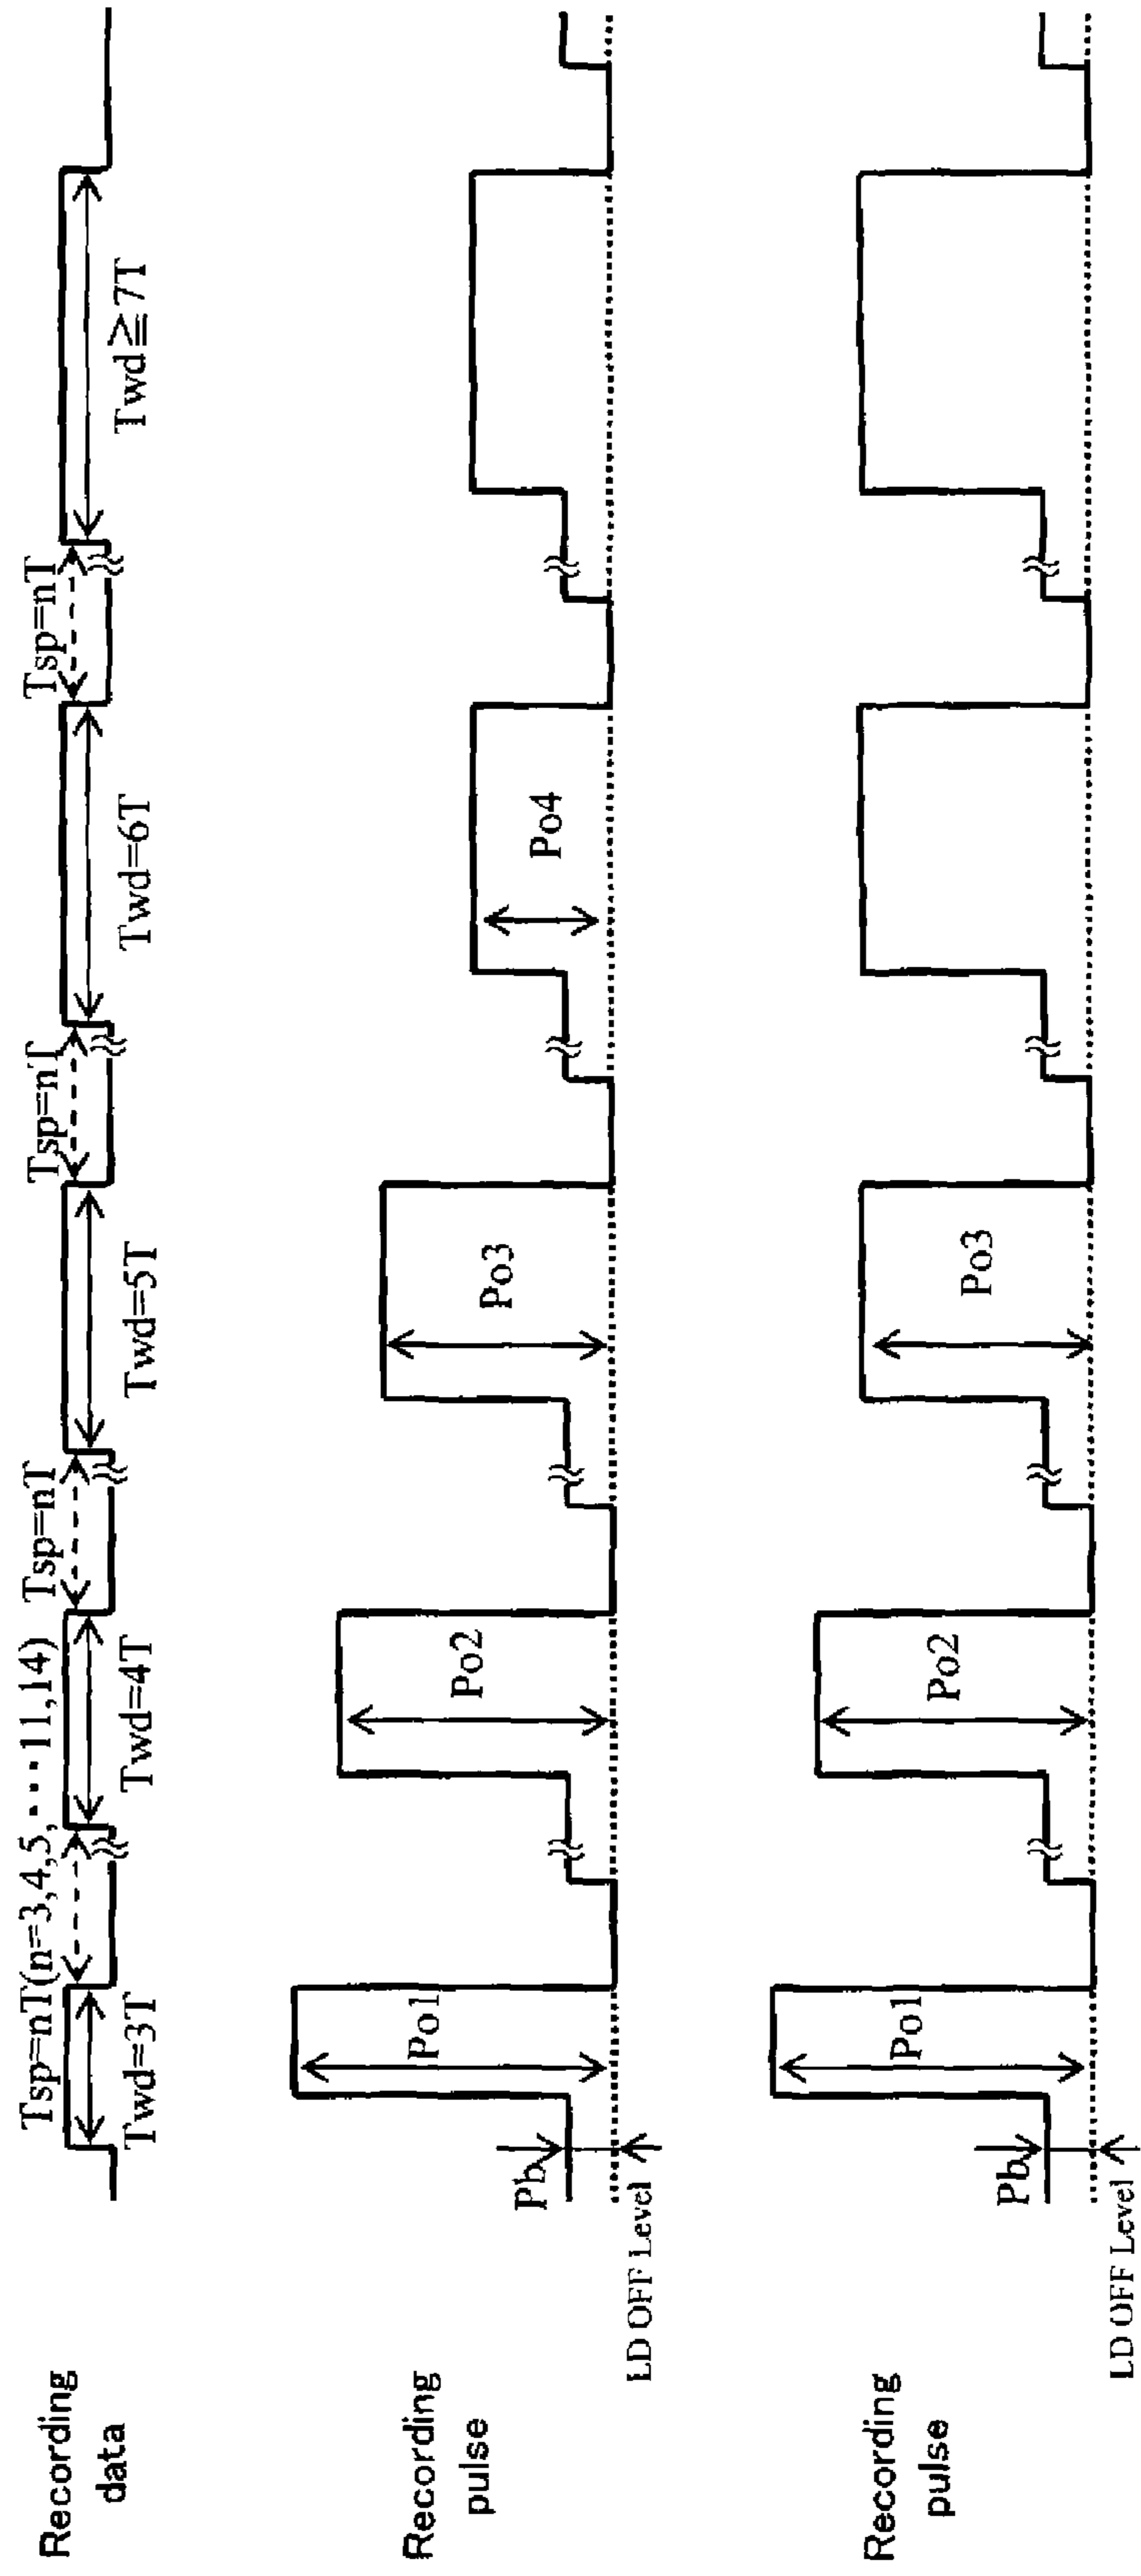 Recording
data
Tsp=nT(n=3,4,5,···11,14)
Tsp=nT
Tsp=nT
Tsp=nT
Twd=3T
Twd=4T
Twd=5T
Twd=6T
Twd≧7T
Recording
pulse
Pb
Po1
Po2
Po3
Po4
LD OFF Level
Recording
pulse
Pb
Po1
Po2
Po3
LD OFF Level